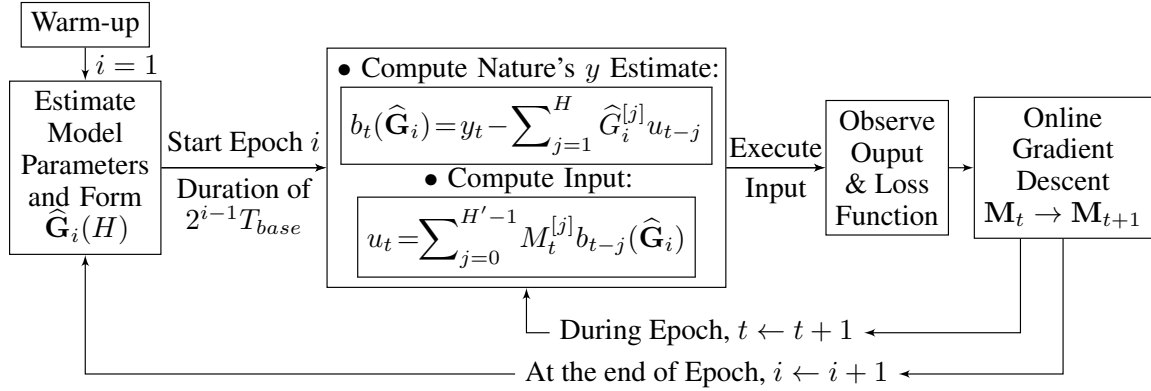 Warm-up
i = 1
Estimate
Model
Parameters
and Form
Ĝ_i(H)
Start Epoch i
Duration of
2^{i−1}T_{base}
• Compute Nature's y Estimate:
b_t(Ĝ_i) = y_t − ∑_{j=1}^{H} Ĝ_i^{[j]} u_{t−j}
• Compute Input:
u_t = ∑_{j=0}^{H′−1} M_t^{[j]} b_{t−j}(Ĝ_i)
Execute
Input
Observe
Ouput
& Loss
Function
Online
Gradient
Descent
M_t → M_{t+1}
During Epoch, t ← t + 1
At the end of Epoch, i ← i + 1